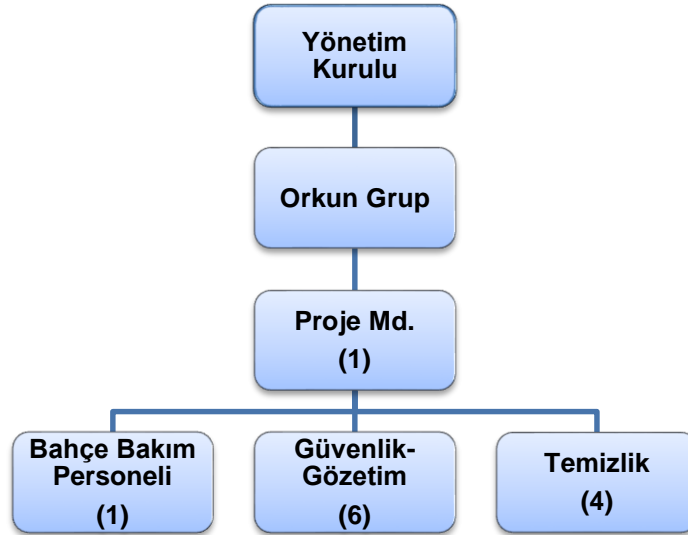 Yönetim
Kurulu
Orkun Grup
Proje Md.
(1)
Bahçe Bakım
Personeli
(1)
Güvenlik-
Gözetim
(6)
Temizlik
(4)